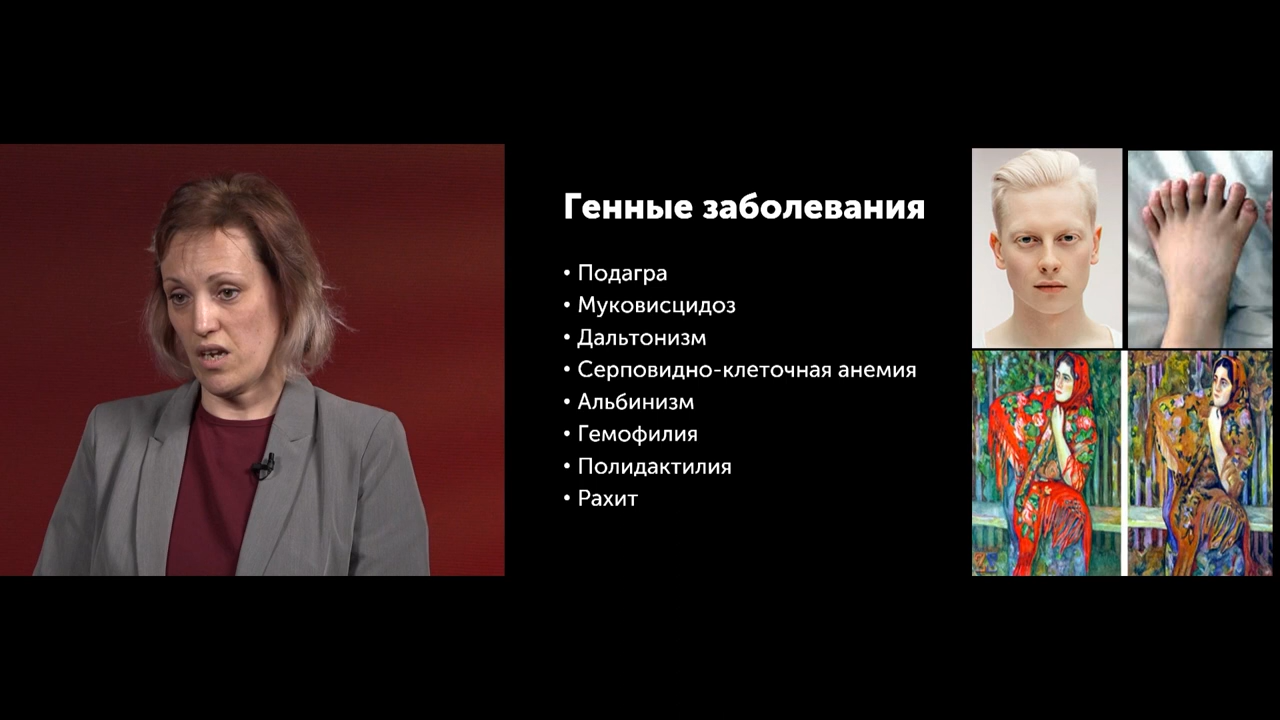 Генные заболевания
• Подагра
• Муковисцидоз
• Дальтонизм
• Серповидно-клеточная анемия
• Альбинизм
• Гемофилия
• Полидактилия
• Рахит